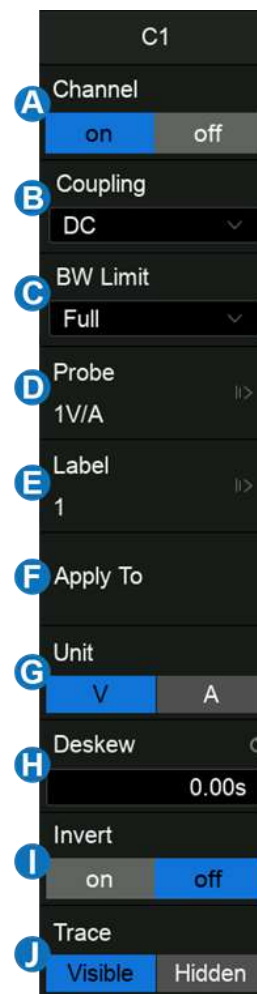 C1
A Channel
on off
B Coupling
DC
C BW Limit
Full
D Probe
1V/A
E Label
1
F Apply To
G Unit
V A
H Deskew
0.00s
I Invert
on off
J Trace
Visible Hidden